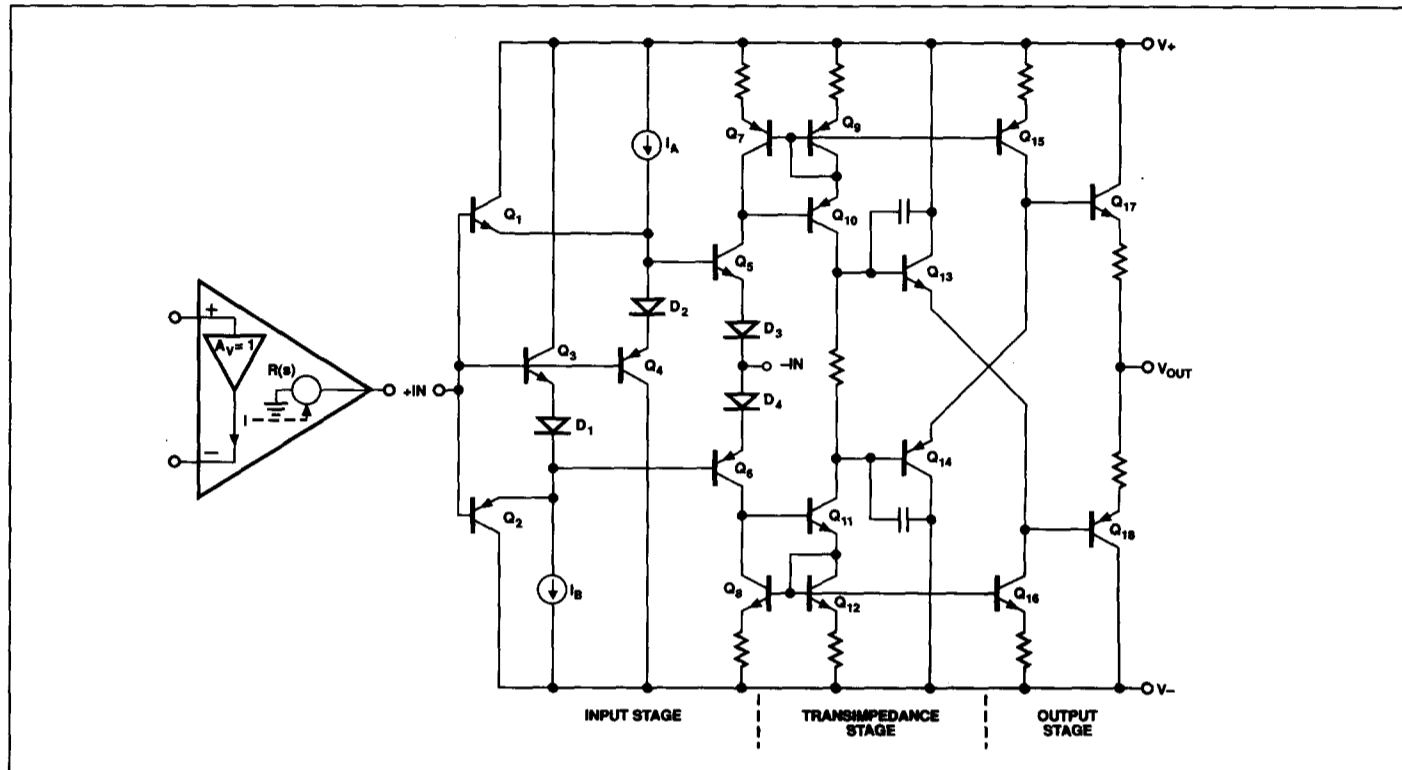 V+
Q7
Q9
Q15
IA
Q1
Q10
Q17
Q5
Q13
D2
+
AV = 1
R(s)
I
−
+IN
Q3
Q4
D3
−IN
VOUT
D4
D1
Q6
Q14
Q2
Q11
Q18
IB
Q8
Q12
Q16
V−
INPUT STAGE
TRANSIMPEDANCE
STAGE
OUTPUT
STAGE